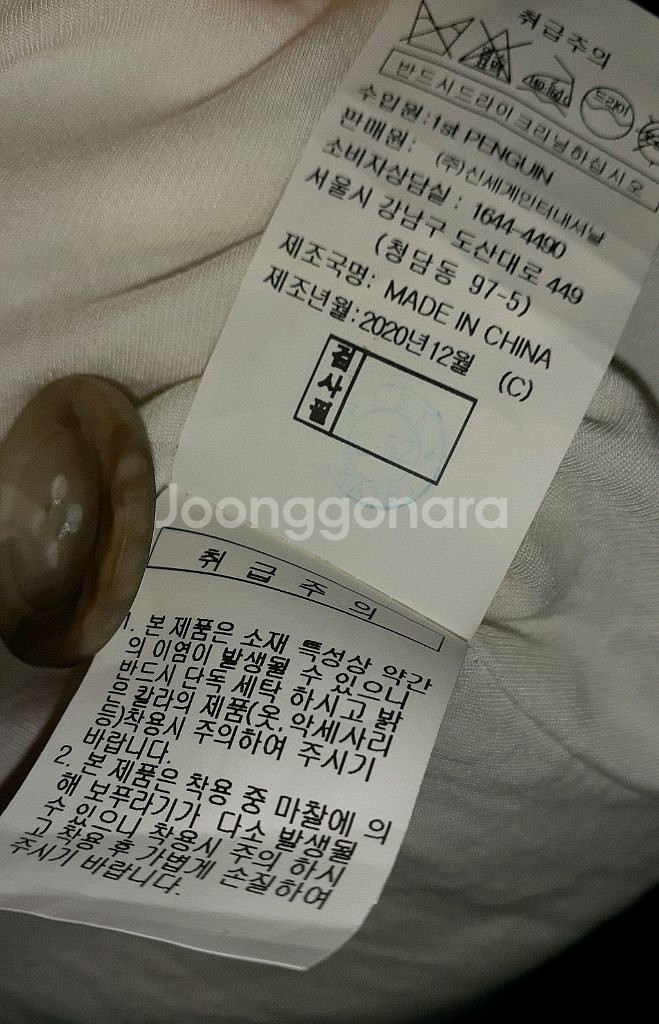 취급주의
드라이
반드시드라이크리닝하십시오
수입원:1st PENGUIN
판매원: (주)신세계인터내셔날
소비자상담실: 1644-4490
서울시 강남구 도산대로 449
(청담동 97-5)
제조국명: MADE IN CHINA
제조년월:2020년12월 (C)
검사필
Joonggonara
취급주의
1. 본 제품은 소재 특성상 약간
의 이염이 발생될 수 있으니
반드시 단독 세탁 하시고 밝
은 칼라의 제품(옷, 악세사리
등)착용시 주의하여 주시기
바랍니다.
2. 본 제품은 착용 중 마찰에 의
해 보푸라기가 다소 발생될
수 있으니 착용시 주의 하시
고 착용 후 가볍게 손질하여
주시기 바랍니다.